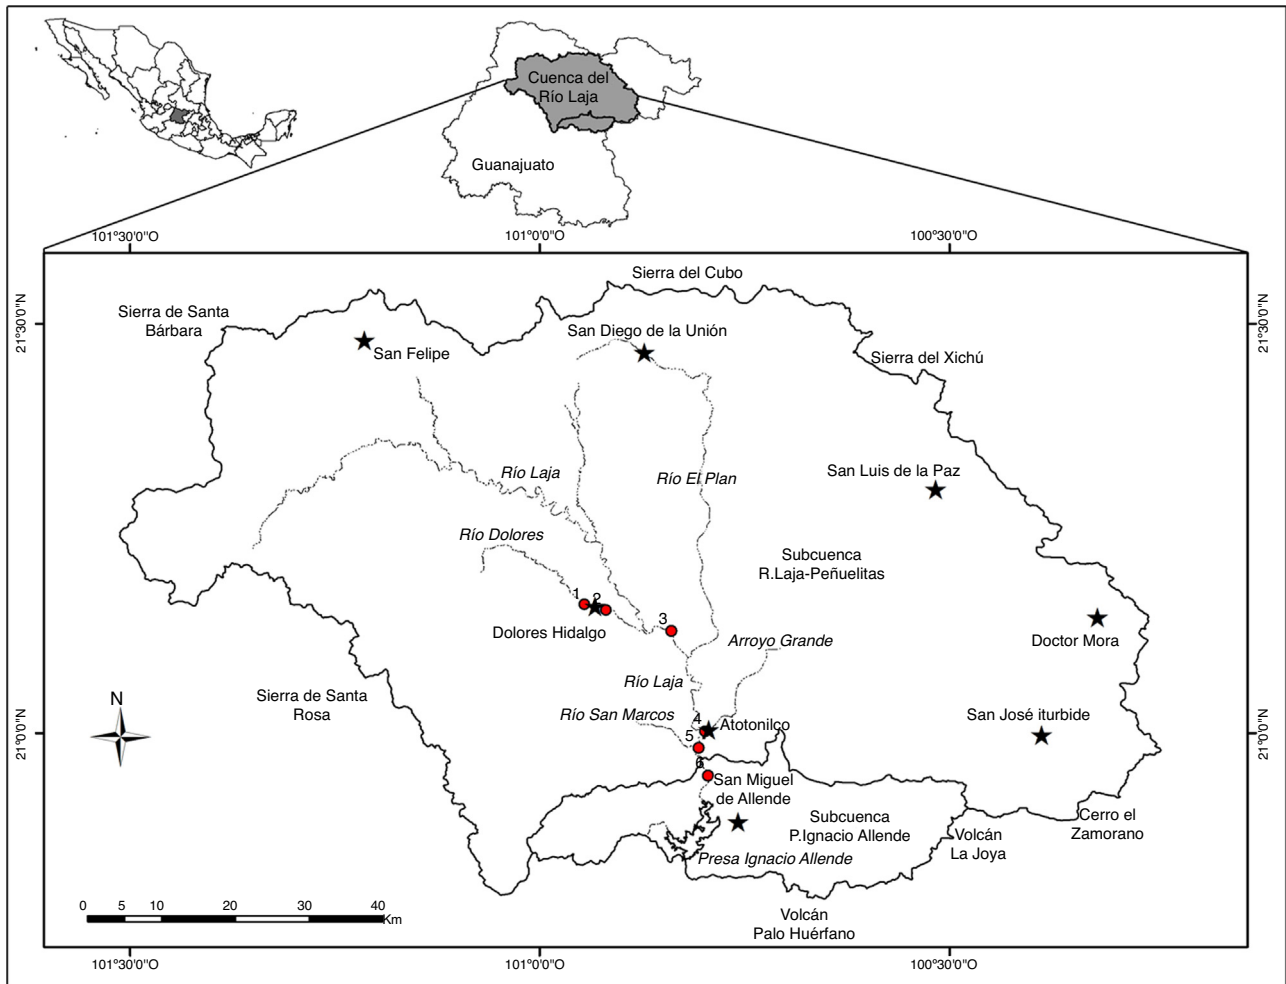 Cuenca del
Río Laja
Guanajuato
101°30'0"O
101°0'0"O
100°30'0"O
Sierra del Cubo
Sierra de Santa
Bárbara
San Diego de la Unión
21°30'0"N
21°30'0"N
San Felipe
Sierra del Xichú
Río Laja
Río El Plan
San Luis de la Paz
Río Dolores
Subcuenca
R.Laja-Peñuelitas
1
2
3
Dolores Hidalgo
Arroyo Grande
Doctor Mora
Río Laja
Sierra de Santa
Rosa
N
Río San Marcos
4
Atotonilco
San José iturbide
21°0'0"N
21°0'0"N
5
6
San Miguel
de Allende
Subcuenca
P.Ignacio Allende
Cerro el
Zamorano
Volcán
La Joya
Presa Ignacio Allende
0 5 10 20 30 40
Km
Volcán
Palo Huérfano
101°30'0"O
101°0'0"O
100°30'0"O